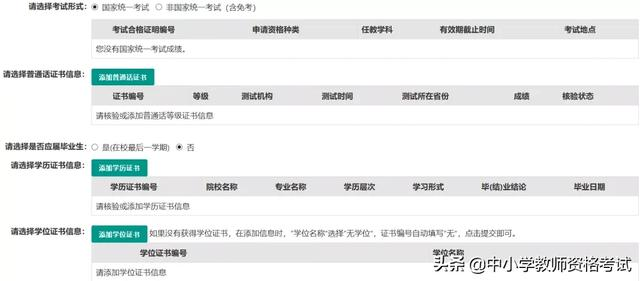 请选择考试形式： 国家统一考试 非国家统一考试（含免考）
考试合格证明编号 申请资格种类 任教学科 有效期截止时间 考试地点
您没有国家统一考试成绩。
请选择普通话证书信息： 添加普通话证书
证书编号 等级 测试机构 测试时间 测试所在省份 成绩 核验状态
请核验或添加普通话等级证书信息
请选择是否应届毕业生： 是(在校最后一学期) 否
请选择学历证书信息： 添加学历证书
学历证书编号 院校名称 专业名称 学历层次 学习形式 毕(结)业结论 毕业日期
请核验或添加学历证书信息
请选择学位证书信息： 添加学位证书 如果没有获得学位证书，在添加信息时，"学位名称"选择"无学位"，证书编号自动填写"无"，点击提交即可。
学位证书编号 学位名称
请添加学位证书信息
头条 @中小学教师资格考试